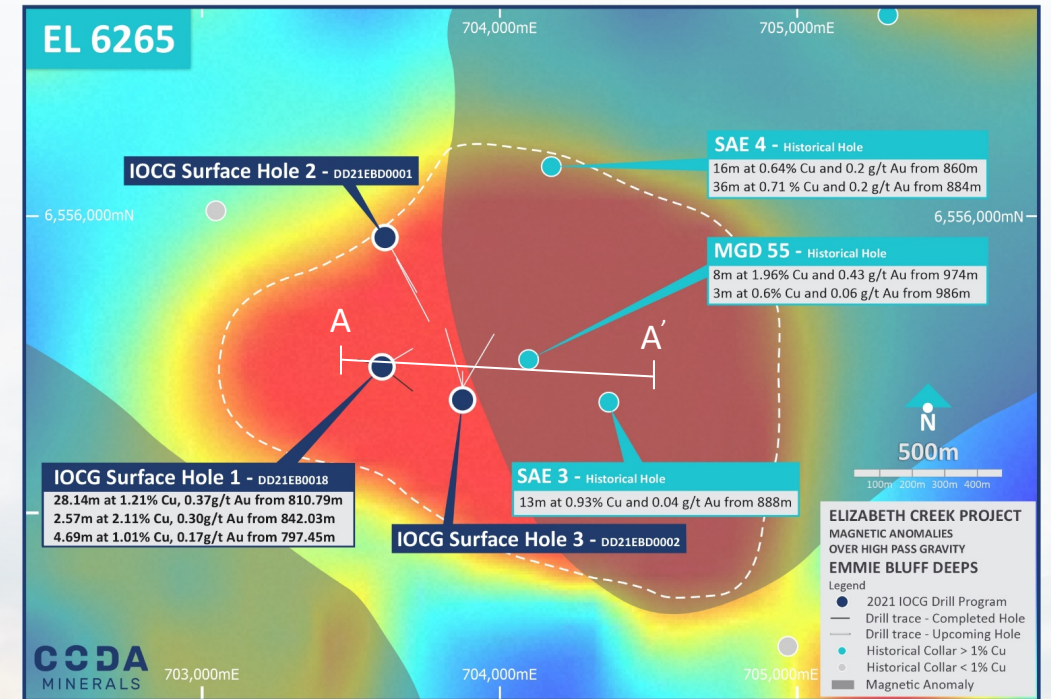 EL 6265
704,000mE
705,000mE
SAE 4 - Historical Hole
16m at 0.64% Cu and 0.2 g/t Au from 860m
36m at 0.71 % Cu and 0.2 g/t Au from 884m
IOCG Surface Hole 2 - DD21EBD0001
6,556,000mN
6,556,000mN
MGD 55 - Historical Hole
8m at 1.96% Cu and 0.43 g/t Au from 974m
3m at 0.6% Cu and 0.06 g/t Au from 986m
A
A′
N
500m
100m 200m 300m 400m
IOCG Surface Hole 1 - DD21EB0018
28.14m at 1.21% Cu, 0.37g/t Au from 810.79m
2.57m at 2.11% Cu, 0.30g/t Au from 842.03m
4.69m at 1.01% Cu, 0.17g/t Au from 797.45m
SAE 3 - Historical Hole
13m at 0.93% Cu and 0.04 g/t Au from 888m
IOCG Surface Hole 3 - DD21EBD0002
ELIZABETH CREEK PROJECT
MAGNETIC ANOMALIES
OVER HIGH PASS GRAVITY
EMMIE BLUFF DEEPS
Legend
2021 IOCG Drill Program
Drill trace - Completed Hole
Drill trace - Upcoming Hole
Historical Collar > 1% Cu
Historical Collar < 1% Cu
Magnetic Anomaly
CODA
MINERALS
703,000mE
704,000mE
705,000mE